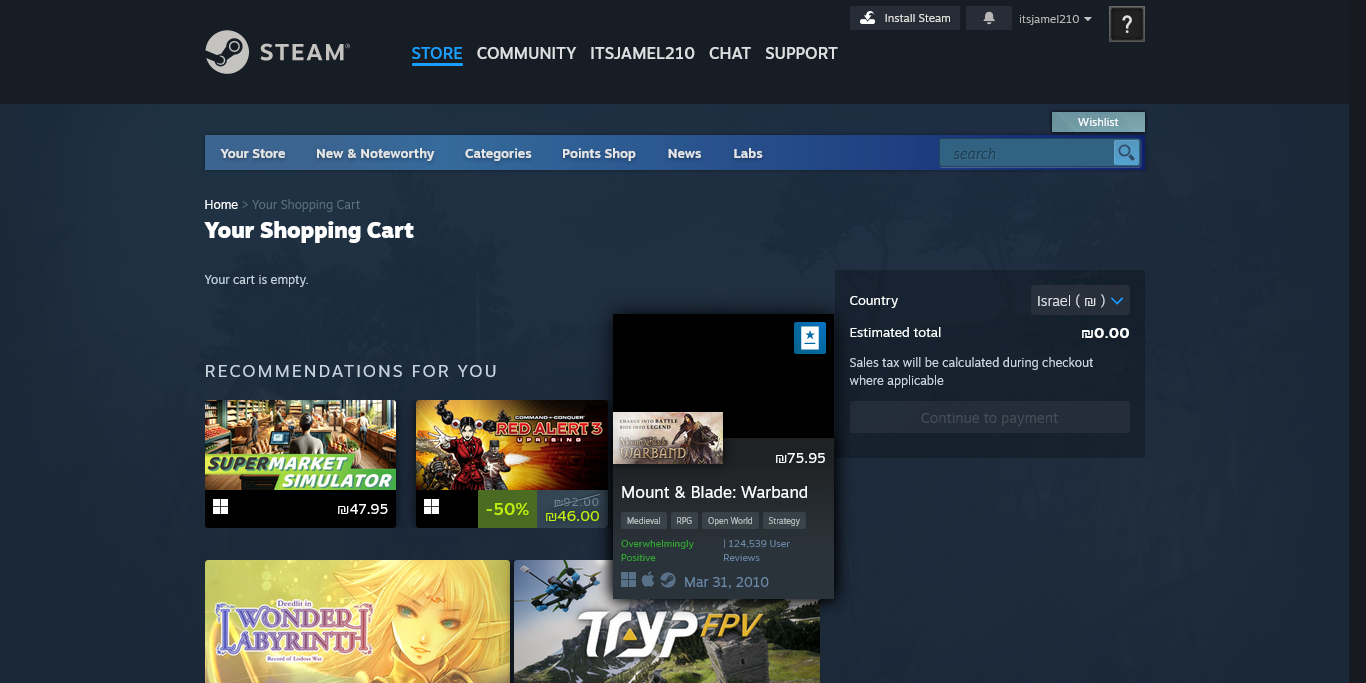 Install Steam
itsjamel210
?
STEAM®
STORE COMMUNITY ITSJAMEL210 CHAT SUPPORT
Wishlist
Your Store New & Noteworthy Categories Points Shop News Labs search
Home > Your Shopping Cart
Your Shopping Cart
Your cart is empty.
Country Israel ( ₪ )
Estimated total ₪0.00
Sales tax will be calculated during checkout
where applicable
Continue to payment
RECOMMENDATIONS FOR YOU
SUPERMARKET
SIMULATOR
₪47.95
COMMAND & CONQUER
RED ALERT 3
UPRISING
-50%
₪92.00
₪46.00
CHARGE INTO BATTLE
RIDE INTO LEGEND
Mount & Blade
WARBAND
₪75.95
Mount & Blade: Warband
Medieval RPG Open World Strategy
Overwhelmingly
Positive
| 124,539 User
Reviews
Mar 31, 2010
Deedlit in
WONDER
LABYRINTH
Record of Lodoss War
TRYP FPV